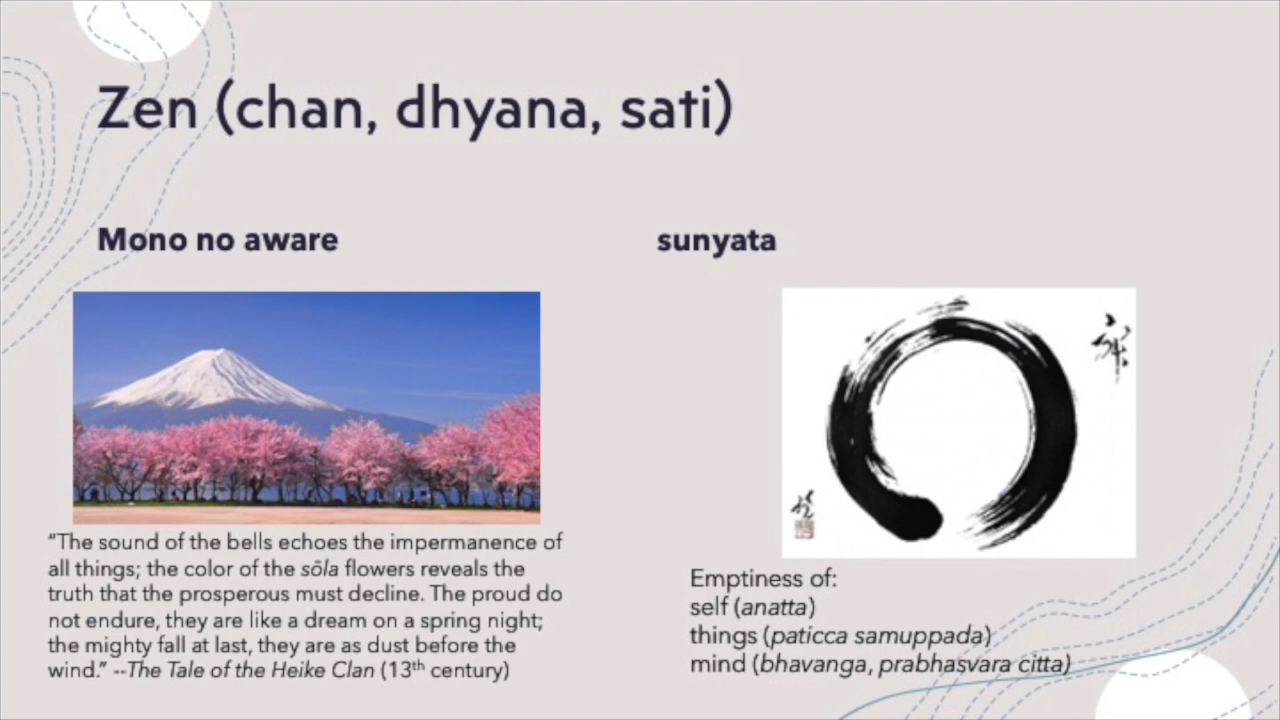 Zen (chan, dhyana, sati)
Mono no aware
"The sound of the bells echoes the impermanence of
all things; the color of the sōla flowers reveals the
truth that the prosperous must decline. The proud do
not endure, they are like a dream on a spring night;
the mighty fall at last, they are as dust before the
wind." --The Tale of the Heike Clan (13th century)
sunyata
Emptiness of:
self (anatta)
things (paticca samuppada)
mind (bhavanga, prabhasvara citta)